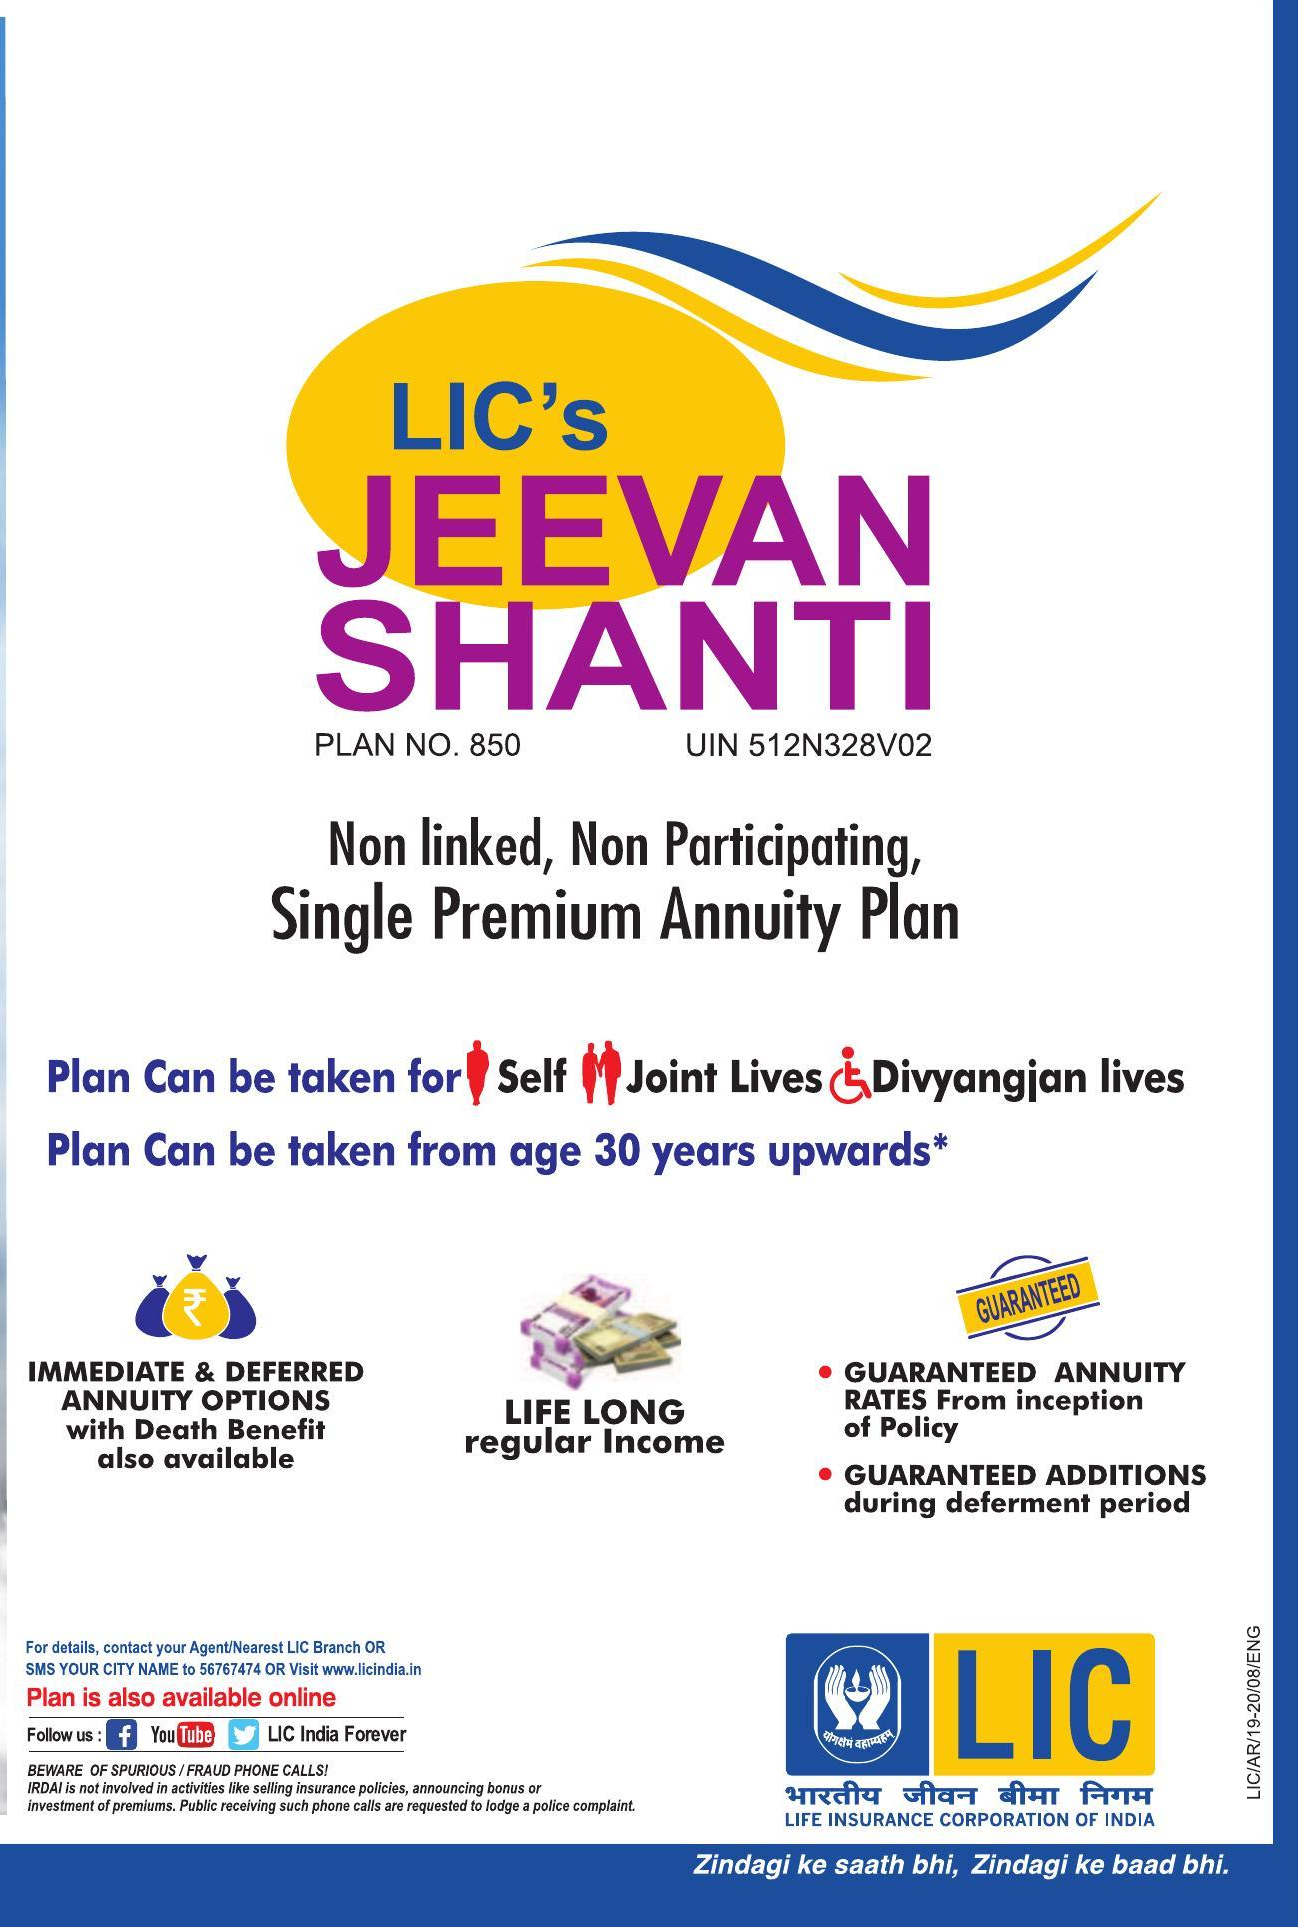 LIC's
JEEVAN
SHANTI
PLAN NO. 850 UIN 512N328V02
Non linked, Non Participating,
Single Premium Annuity Plan
Plan Can be taken for Self Joint Lives Divyangjan lives
Plan Can be taken from age 30 years upwards*
₹
IMMEDIATE & DEFERRED
ANNUITY OPTIONS
with Death Benefit
also available
LIFE LONG
regular Income
GUARANTEED
• GUARANTEED ANNUITY
RATES From inception
of Policy
• GUARANTEED ADDITIONS
during deferment period
For details, contact your Agent/Nearest LIC Branch OR
SMS YOUR CITY NAME to 56767474 OR Visit www.licindia.in
Plan is also available online
Follow us : f YouTube LIC India Forever
BEWARE OF SPURIOUS / FRAUD PHONE CALLS!
IRDAI is not involved in activities like selling insurance policies, announcing bonus or
investment of premiums. Public receiving such phone calls are requested to lodge a police complaint.
योगक्षेमं वहाम्यहम्
LIC
भारतीय जीवन बीमा निगम
LIFE INSURANCE CORPORATION OF INDIA
LIC/AR/19-20/08/ENG
Zindagi ke saath bhi, Zindagi ke baad bhi.